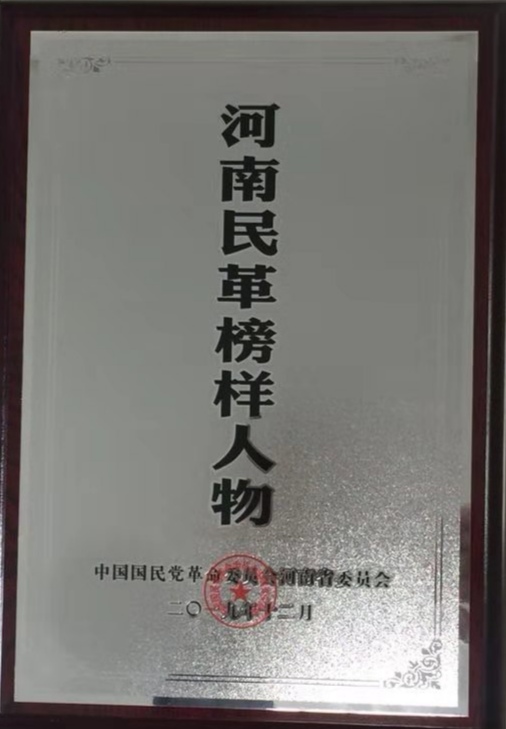 河南民革榜样人物
中国国民党革命委员会河南省委员会
二〇一九年十二月